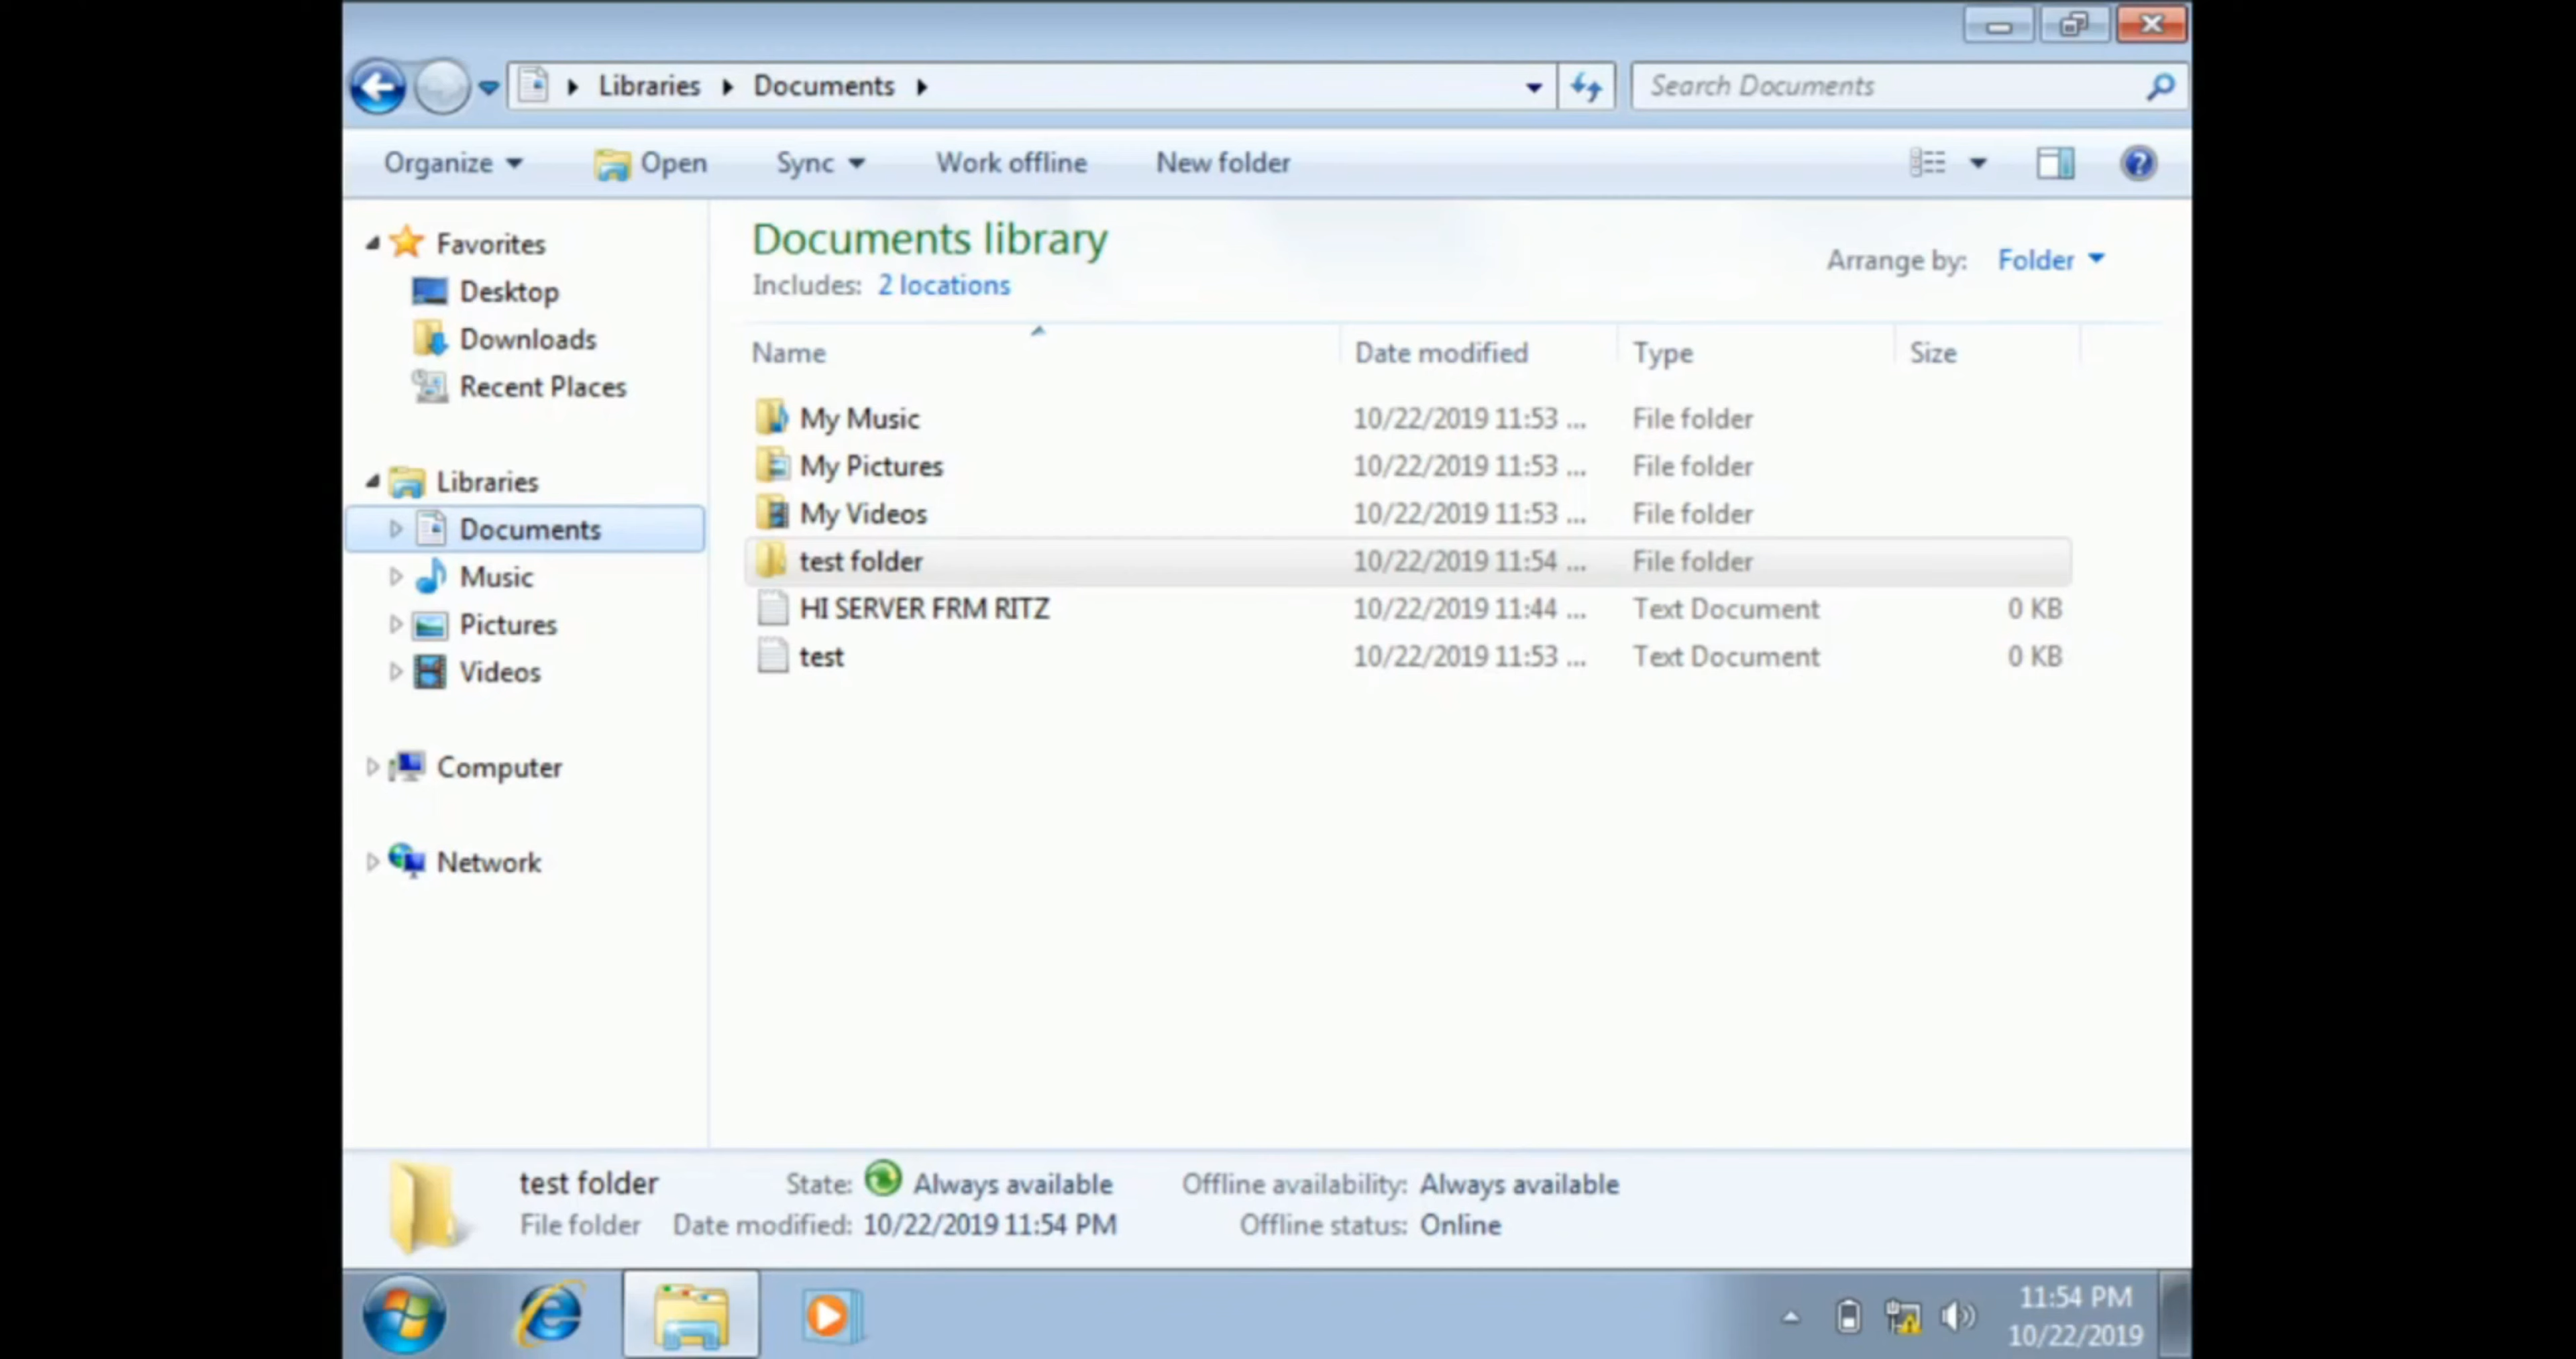 Libraries Documents
Search Documents
Organize Open Sync Work offline New folder
Favorites
Desktop
Downloads
Recent Places
Libraries
Documents
Music
Pictures
Videos
Computer
Network
Documents library
Includes: 2 locations
Arrange by: Folder
Name Date modified Type Size
My Music 10/22/2019 11:53 ... File folder
My Pictures 10/22/2019 11:53 ... File folder
My Videos 10/22/2019 11:53 ... File folder
test folder 10/22/2019 11:54 ... File folder
HI SERVER FRM RITZ 10/22/2019 11:44 ... Text Document 0 KB
test 10/22/2019 11:53 ... Text Document 0 KB
test folder State: Always available Offline availability: Always available
File folder Date modified: 10/22/2019 11:54 PM Offline status: Online
11:54 PM
10/22/2019